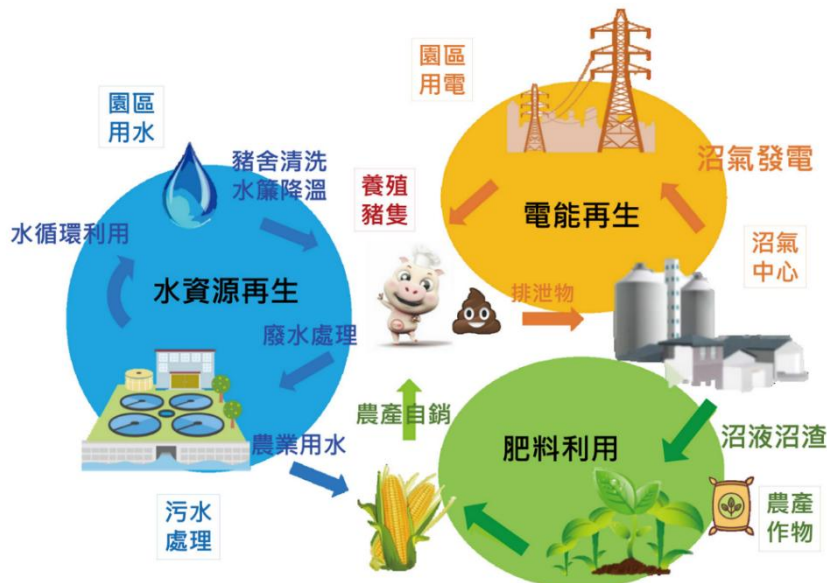 園區
用電
園區
用水
豬舍清洗
水簾降溫
養殖
豬隻
沼氣發電
電能再生
水循環利用
沼氣
中心
水資源再生
排泄物
廢水處理
農產自銷
沼液沼渣
肥料利用
農業用水
農產
作物
污水
處理